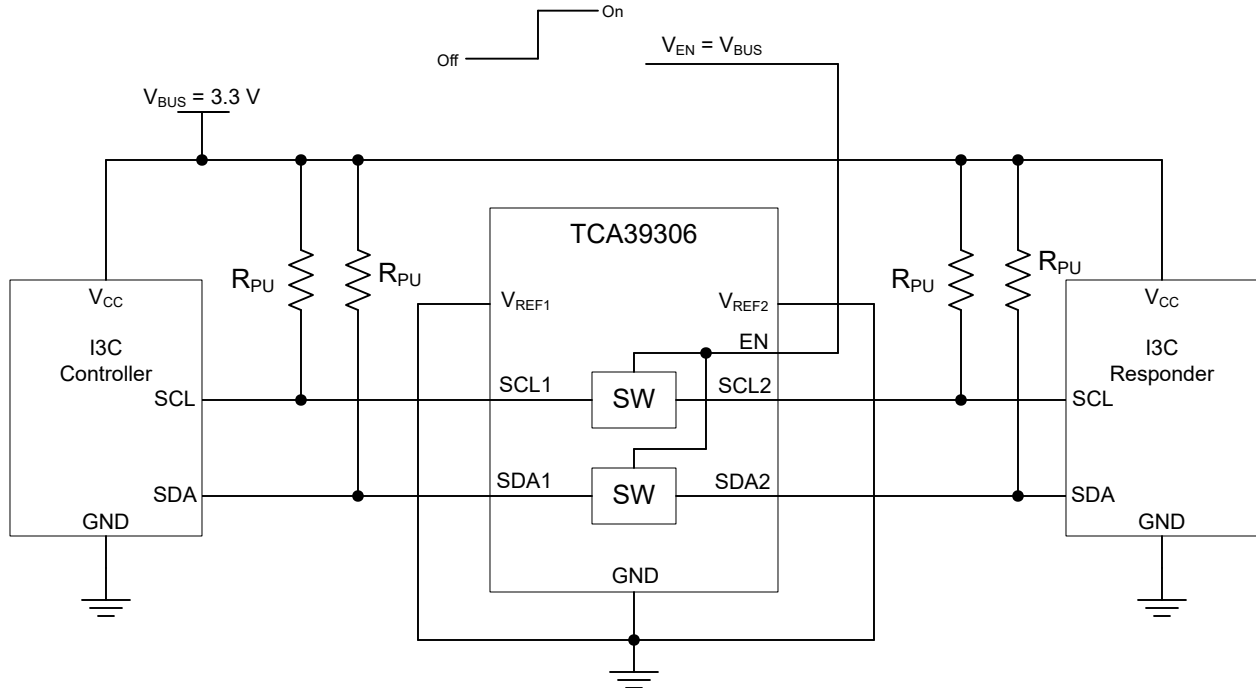 On
Off
V_EN = V_BUS
V_BUS = 3.3 V
TCA39306
R_PU
R_PU
R_PU
R_PU
V_CC
I3C
Controller
SCL
SDA
GND
V_REF1
V_REF2
EN
SCL1
SW
SCL2
SDA1
SW
SDA2
GND
V_CC
I3C
Responder
SCL
SDA
GND